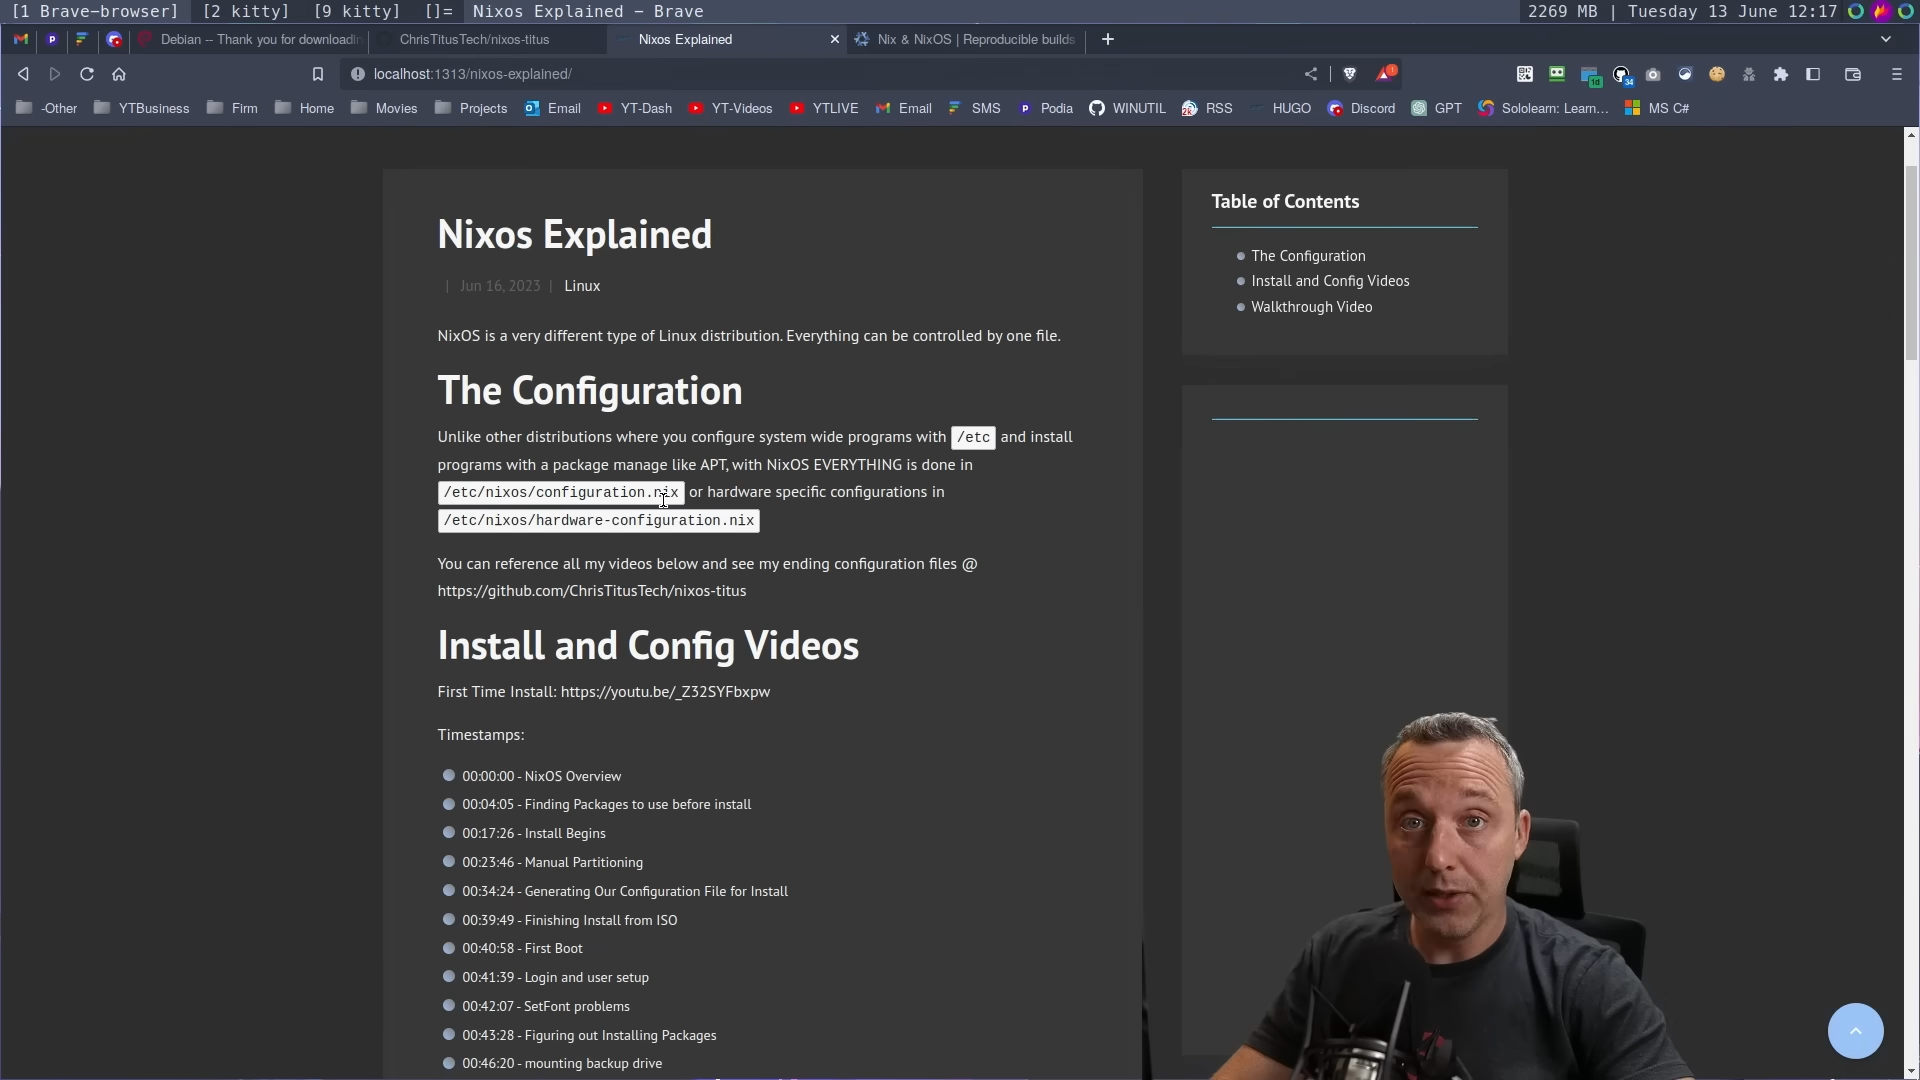 [1 Brave-browser] [2 kitty] [9 kitty] []= Nixos Explained - Brave 2269 MB | Tuesday 13 June 12:17
Debian -- Thank you for downloadin ChrisTitusTech/nixos-titus Nixos Explained Nix & NixOS | Reproducible builds
localhost:1313/nixos-explained/
-Other YTBusiness Firm Home Movies Projects Email YT-Dash YT-Videos YTLIVE Email SMS Podia WINUTIL RSS HUGO Discord GPT Sololearn: Learn... MS C#
Nixos Explained
| Jun 16, 2023 | Linux
NixOS is a very different type of Linux distribution. Everything can be controlled by one file.
The Configuration
Unlike other distributions where you configure system wide programs with /etc and install
programs with a package manage like APT, with NixOS EVERYTHING is done in
/etc/nixos/configuration.nix or hardware specific configurations in
/etc/nixos/hardware-configuration.nix
You can reference all my videos below and see my ending configuration files @
https://github.com/ChrisTitusTech/nixos-titus
Install and Config Videos
First Time Install: https://youtu.be/_Z32SYFbxpw
Timestamps:
00:00:00 - NixOS Overview
00:04:05 - Finding Packages to use before install
00:17:26 - Install Begins
00:23:46 - Manual Partitioning
00:34:24 - Generating Our Configuration File for Install
00:39:49 - Finishing Install from ISO
00:40:58 - First Boot
00:41:39 - Login and user setup
00:42:07 - SetFont problems
00:43:28 - Figuring out Installing Packages
00:46:20 - mounting backup drive
Table of Contents
The Configuration
Install and Config Videos
Walkthrough Video